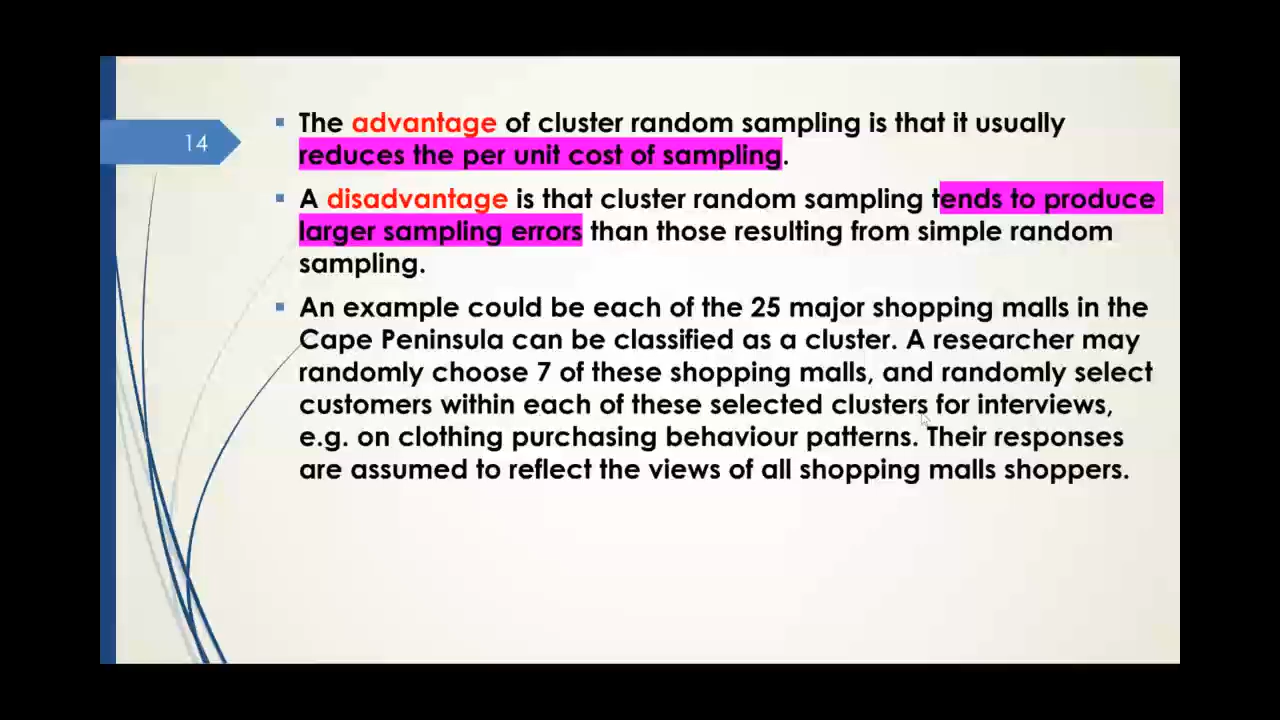 14
The advantage of cluster random sampling is that it usually
reduces the per unit cost of sampling.
A disadvantage is that cluster random sampling tends to produce
larger sampling errors than those resulting from simple random
sampling.
An example could be each of the 25 major shopping malls in the
Cape Peninsula can be classified as a cluster. A researcher may
randomly choose 7 of these shopping malls, and randomly select
customers within each of these selected clusters for interviews,
e.g. on clothing purchasing behaviour patterns. Their responses
are assumed to reflect the views of all shopping malls shoppers.